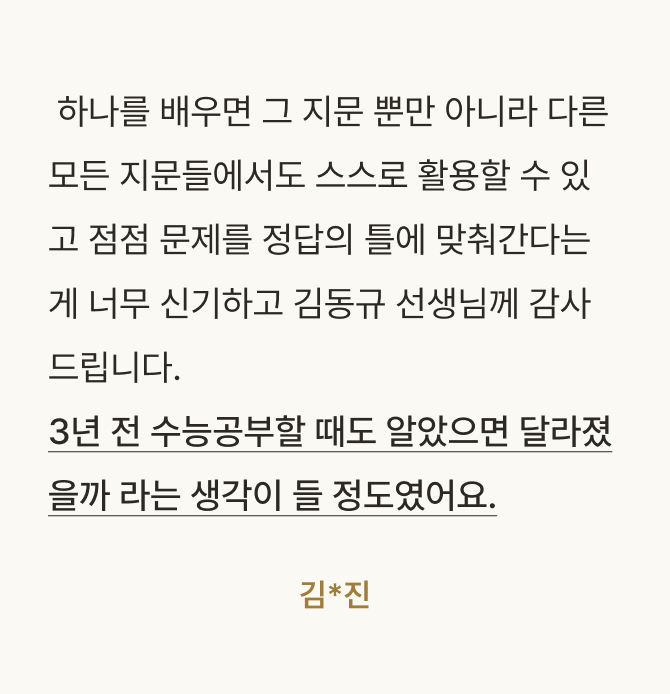 하나를 배우면 그 지문 뿐만 아니라 다른
모든 지문들에서도 스스로 활용할 수 있
고 점점 문제를 정답의 틀에 맞춰간다는
게 너무 신기하고 김동규 선생님께 감사
드립니다.
3년 전 수능공부할 때도 알았으면 달라졌
을까 라는 생각이 들 정도였어요.
김*진